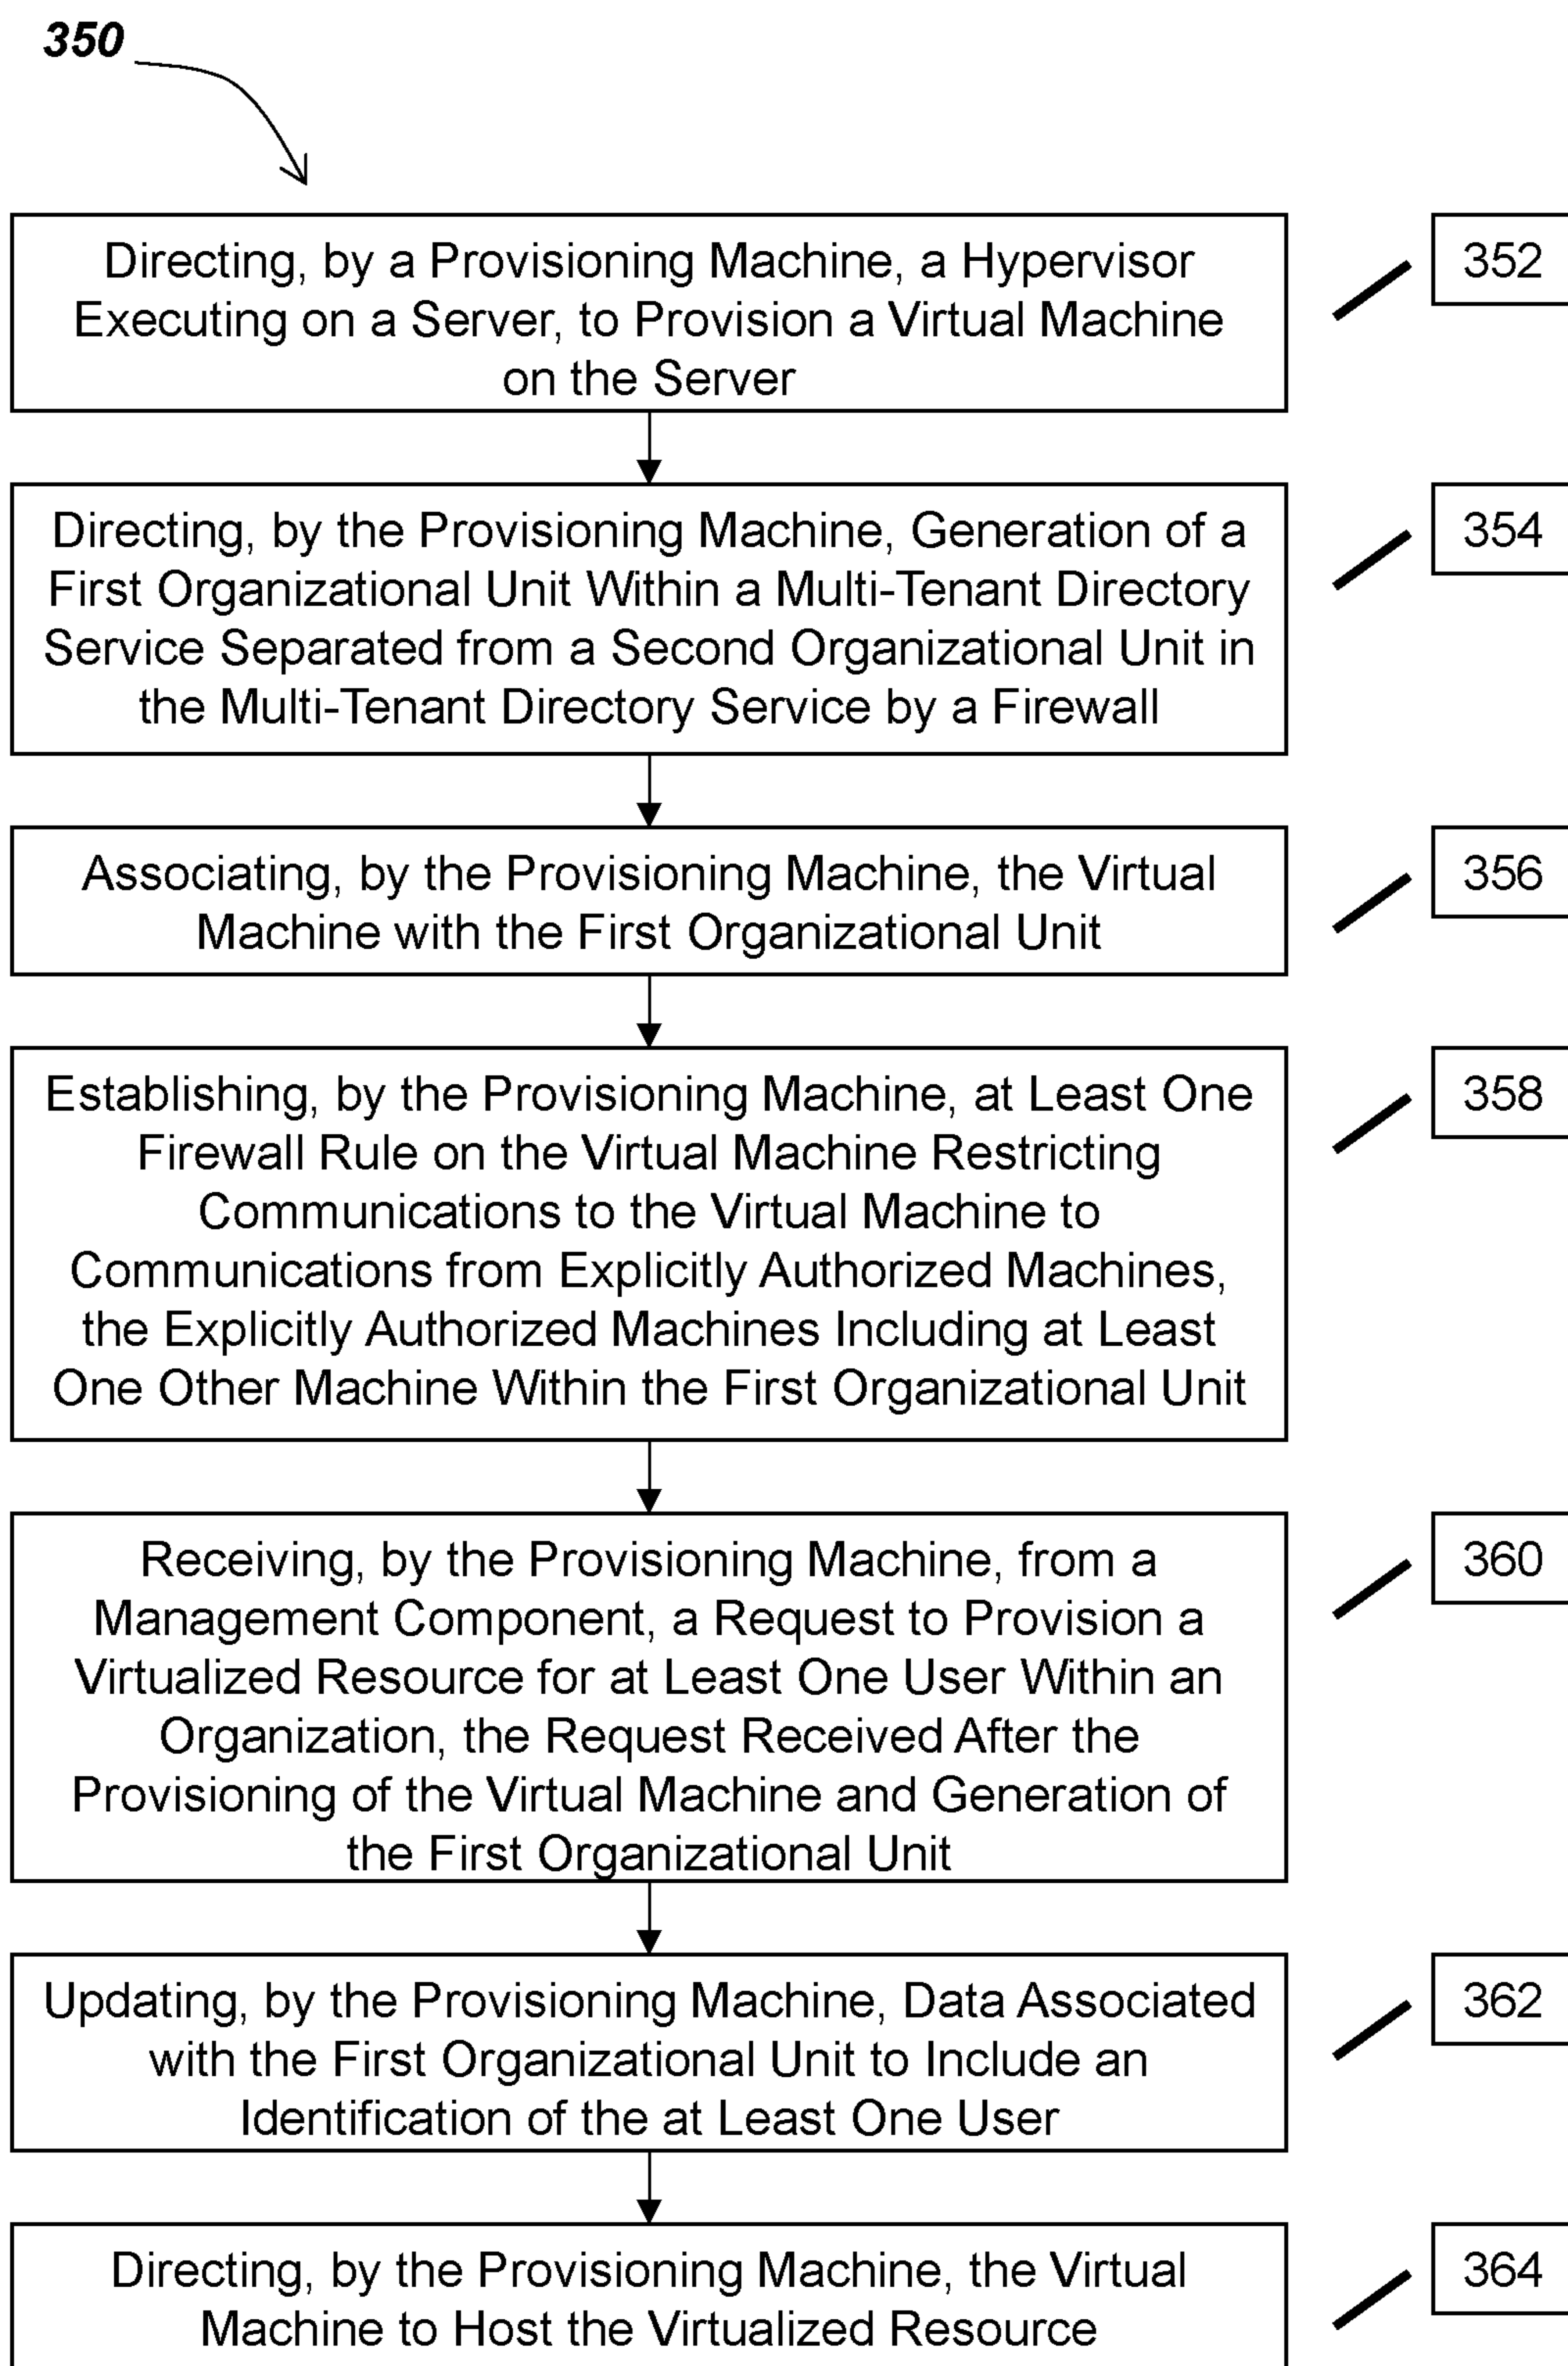 350
Directing, by a Provisioning Machine, a Hypervisor
Executing on a Server, to Provision a Virtual Machine
on the Server
352
Directing, by the Provisioning Machine, Generation of a
First Organizational Unit Within a Multi-Tenant Directory
Service Separated from a Second Organizational Unit in
the Multi-Tenant Directory Service by a Firewall
354
Associating, by the Provisioning Machine, the Virtual
Machine with the First Organizational Unit
356
Establishing, by the Provisioning Machine, at Least One
Firewall Rule on the Virtual Machine Restricting
Communications to the Virtual Machine to
Communications from Explicitly Authorized Machines,
the Explicitly Authorized Machines Including at Least
One Other Machine Within the First Organizational Unit
358
Receiving, by the Provisioning Machine, from a
Management Component, a Request to Provision a
Virtualized Resource for at Least One User Within an
Organization, the Request Received After the
Provisioning of the Virtual Machine and Generation of
the First Organizational Unit
360
Updating, by the Provisioning Machine, Data Associated
with the First Organizational Unit to Include an
Identification of the at Least One User
362
Directing, by the Provisioning Machine, the Virtual
Machine to Host the Virtualized Resource
364